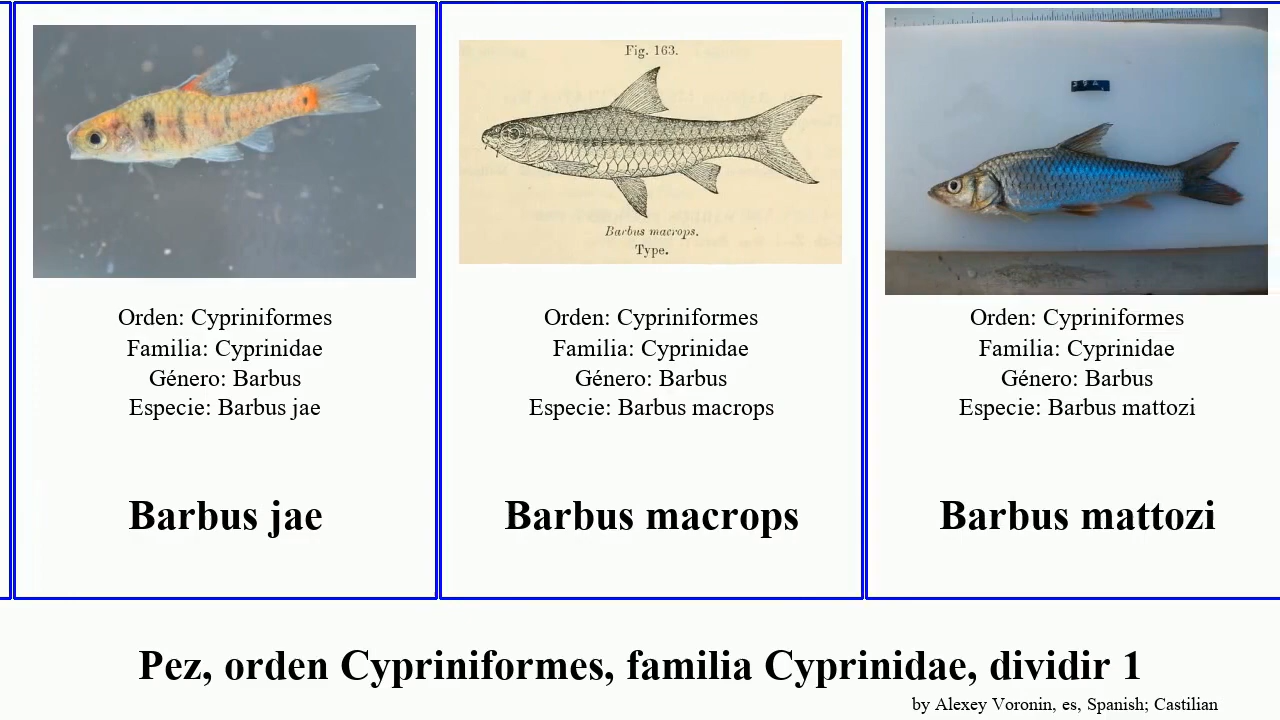 Orden: Cypriniformes
Familia: Cyprinidae
Género: Barbus
Especie: Barbus jae
Barbus jae
Fig. 163.
Barbus macrops.
Type.
Orden: Cypriniformes
Familia: Cyprinidae
Género: Barbus
Especie: Barbus macrops
Barbus macrops
Orden: Cypriniformes
Familia: Cyprinidae
Género: Barbus
Especie: Barbus mattozi
Barbus mattozi
Pez, orden Cypriniformes, familia Cyprinidae, dividir 1
by Alexey Voronin, es, Spanish; Castilian